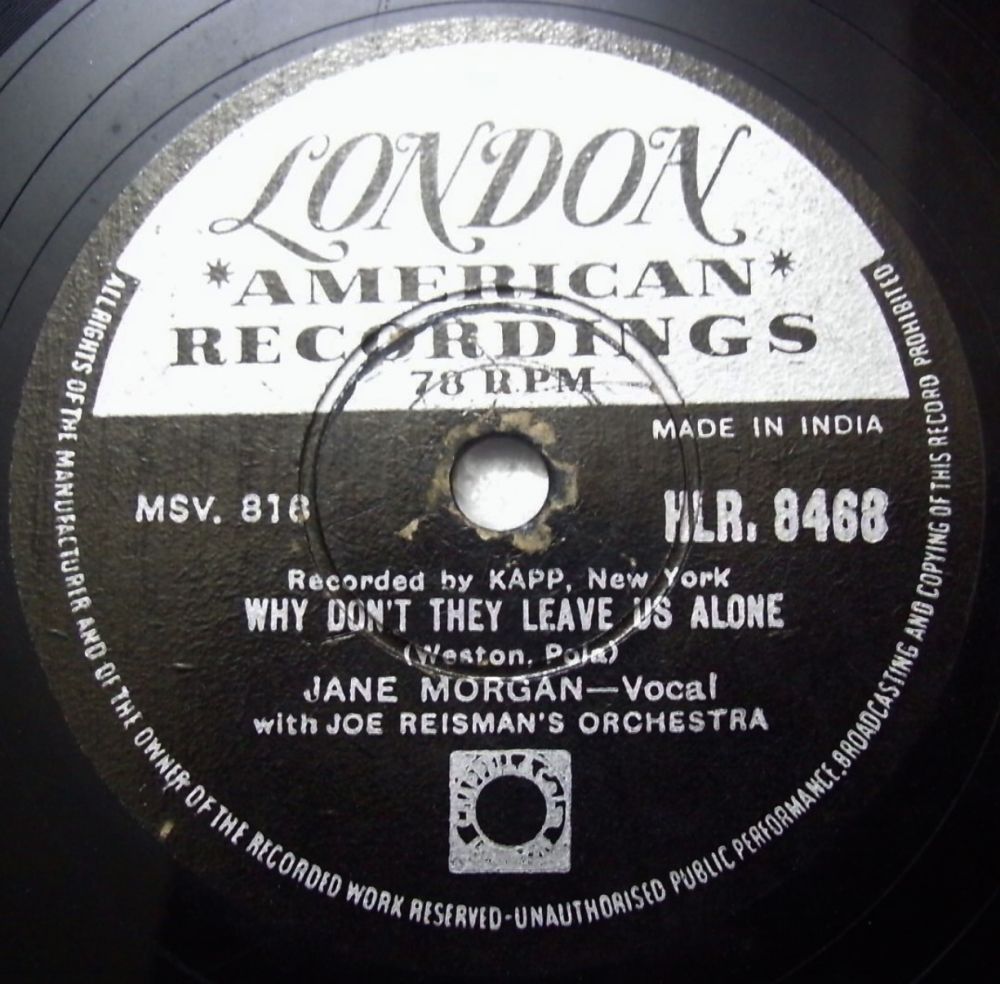 LONDON
*AMERICAN*
RECORDINGS
78 R.P.M
MADE IN INDIA
MSV. 818
HLR. 8468
Recorded by KAPP, New York
WHY DON'T THEY LEAVE US ALONE
(Weston, Pola)
JANE MORGAN—Vocal
with JOE REISMAN'S ORCHESTRA
ALL RIGHTS OF THE MANUFACTURER AND OF THE OWNER OF THE RECORDED WORK RESERVED-UNAUTHORISED PUBLIC PERFORMANCE, BROADCASTING AND COPYING OF THIS RECORD PROHIBITED